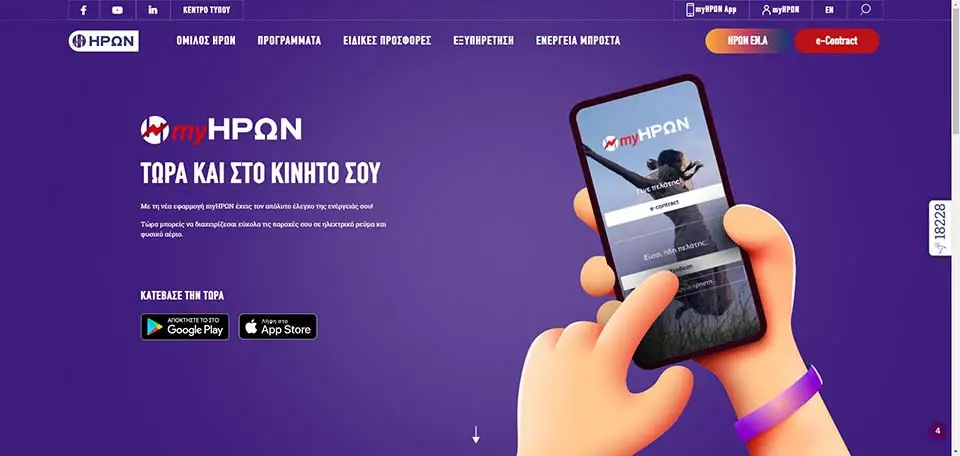 ΚΕΝΤΡΟ ΤΥΠΟΥ
myΗΡΩΝ App
myΗΡΩΝ
EN
ΗΡΩΝ
ΟΜΙΛΟΣ ΗΡΩΝ
ΠΡΟΓΡΑΜΜΑΤΑ
ΕΙΔΙΚΕΣ ΠΡΟΣΦΟΡΕΣ
ΕΞΥΠΗΡΕΤΗΣΗ
ΕΝΕΡΓΕΙΑ ΜΠΡΟΣΤΑ
ΗΡΩΝ ΕΝ.Α
e-Contract
myΗΡΩΝ
ΤΩΡΑ ΚΑΙ ΣΤΟ ΚΙΝΗΤΟ ΣΟΥ
Με τη νέα εφαρμογή myΗΡΩΝ έχεις τον απόλυτο έλεγχο της ενέργειάς σου!
Τώρα μπορείς να διαχειρίζεσαι εύκολα τις παροχές σου σε ηλεκτρικό ρεύμα και
φυσικό αέριο.
ΚΑΤΕΒΑΣΕ ΤΗΝ ΤΩΡΑ
ΑΠΟΚΤΗΣΤΕ ΤΟ ΣΤΟ
Google Play
Λήψη στο
App Store
myΗΡΩΝ
Γίνε πελάτης!
e-contract
Είσαι ήδη πελάτης;
18228
4